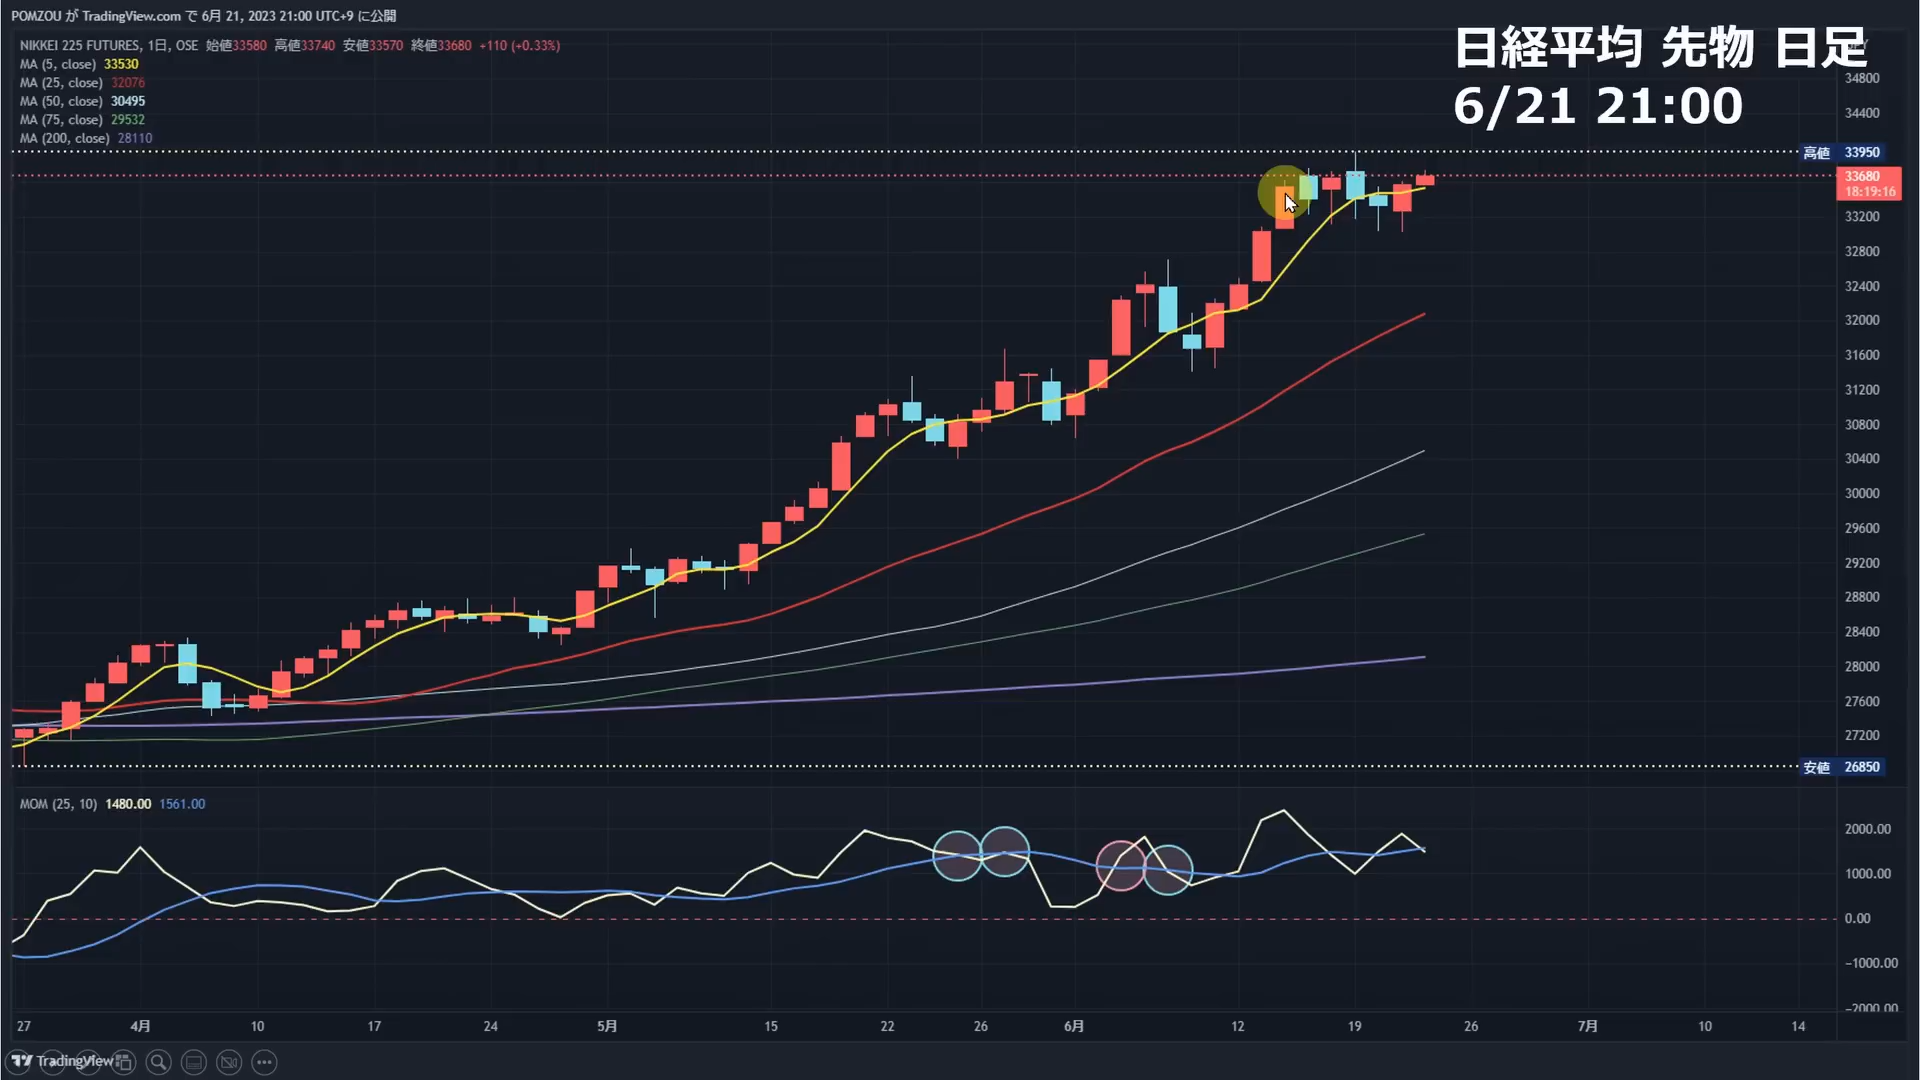 POMZOU が TradingView.com で 6月 21, 2023 21:00 UTC+9 に公開
日経平均 先物 日足
6/21 21:00
NIKKEI 225 FUTURES, 1日, OSE 始値33580 高値33740 安値33570 終値33680 +110 (+0.33%)
MA (5, close) 33530
MA (25, close) 32076
MA (50, close) 30495
MA (75, close) 29532
MA (200, close) 28110
34800
34400
高値 33950
33680
18:19:16
33200
32800
32400
32000
31600
31200
30800
30400
30000
29600
29200
28800
28400
28000
27600
27200
安値 26850
MOM (25, 10) 1480.00 1561.00
2000.00
1000.00
0.00
−1000.00
−2000.00
27 4月 10 17 24 5月 15 22 26 6月 12 19 26 7月 10 14
TradingView